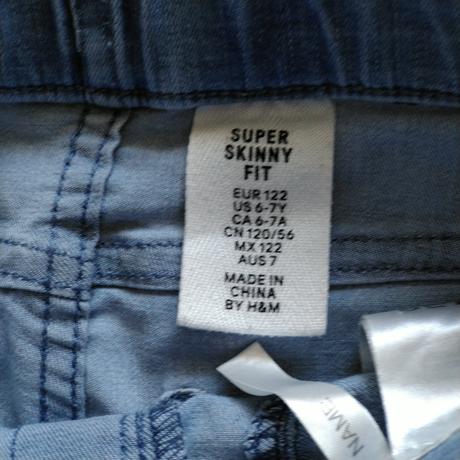 SUPER
SKINNY
FIT
EUR 122
US 6-7Y
CA 6-7A
CN 120/56
MX 122
AUS 7
MADE IN
CHINA
BY H&M
NAME